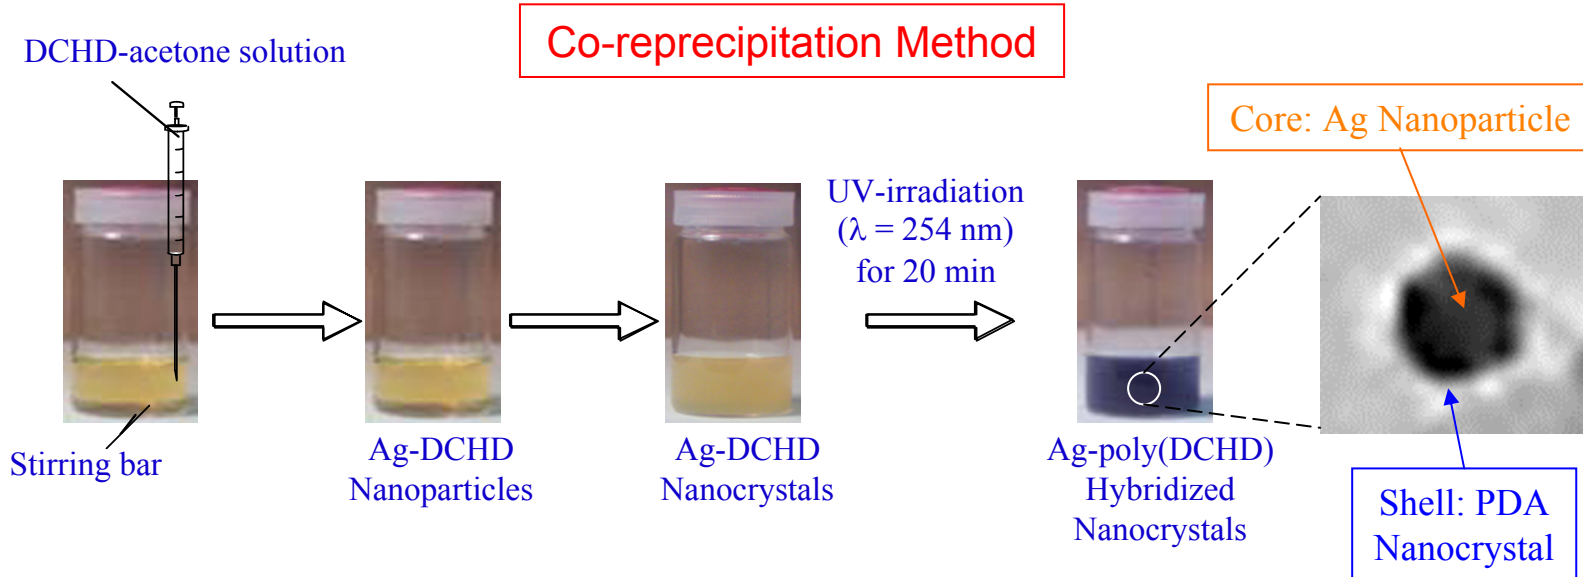 Co-reprecipitation Method
DCHD-acetone solution
Stirring bar
Ag-DCHD
Nanoparticles
Ag-DCHD
Nanocrystals
UV-irradiation
(λ = 254 nm)
for 20 min
Ag-poly(DCHD)
Hybridized
Nanocrystals
Core: Ag Nanoparticle
Shell: PDA
Nanocrystal